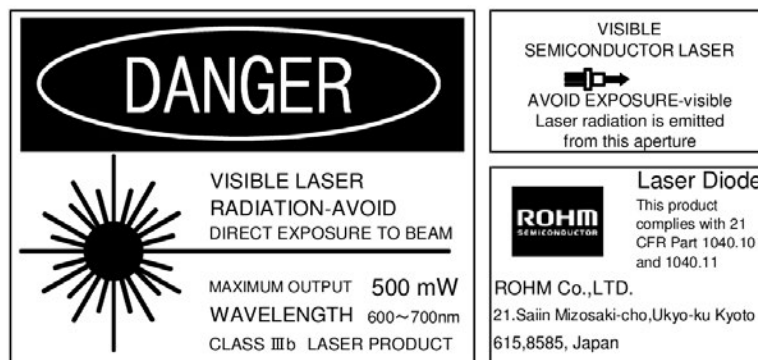 DANGER
VISIBLE LASER
RADIATION-AVOID
DIRECT EXPOSURE TO BEAM
MAXIMUM OUTPUT 500 mW
WAVELENGTH 600～700nm
CLASS Ⅲb LASER PRODUCT
VISIBLE
SEMICONDUCTOR LASER
AVOID EXPOSURE-visible
Laser radiation is emitted
from this aperture
ROHM
SEMICONDUCTOR
Laser Diode
This product
complies with 21
CFR Part 1040.10
and 1040.11
ROHM Co.,LTD.
21.Saiin Mizosaki-cho,Ukyo-ku Kyoto
615,8585, Japan